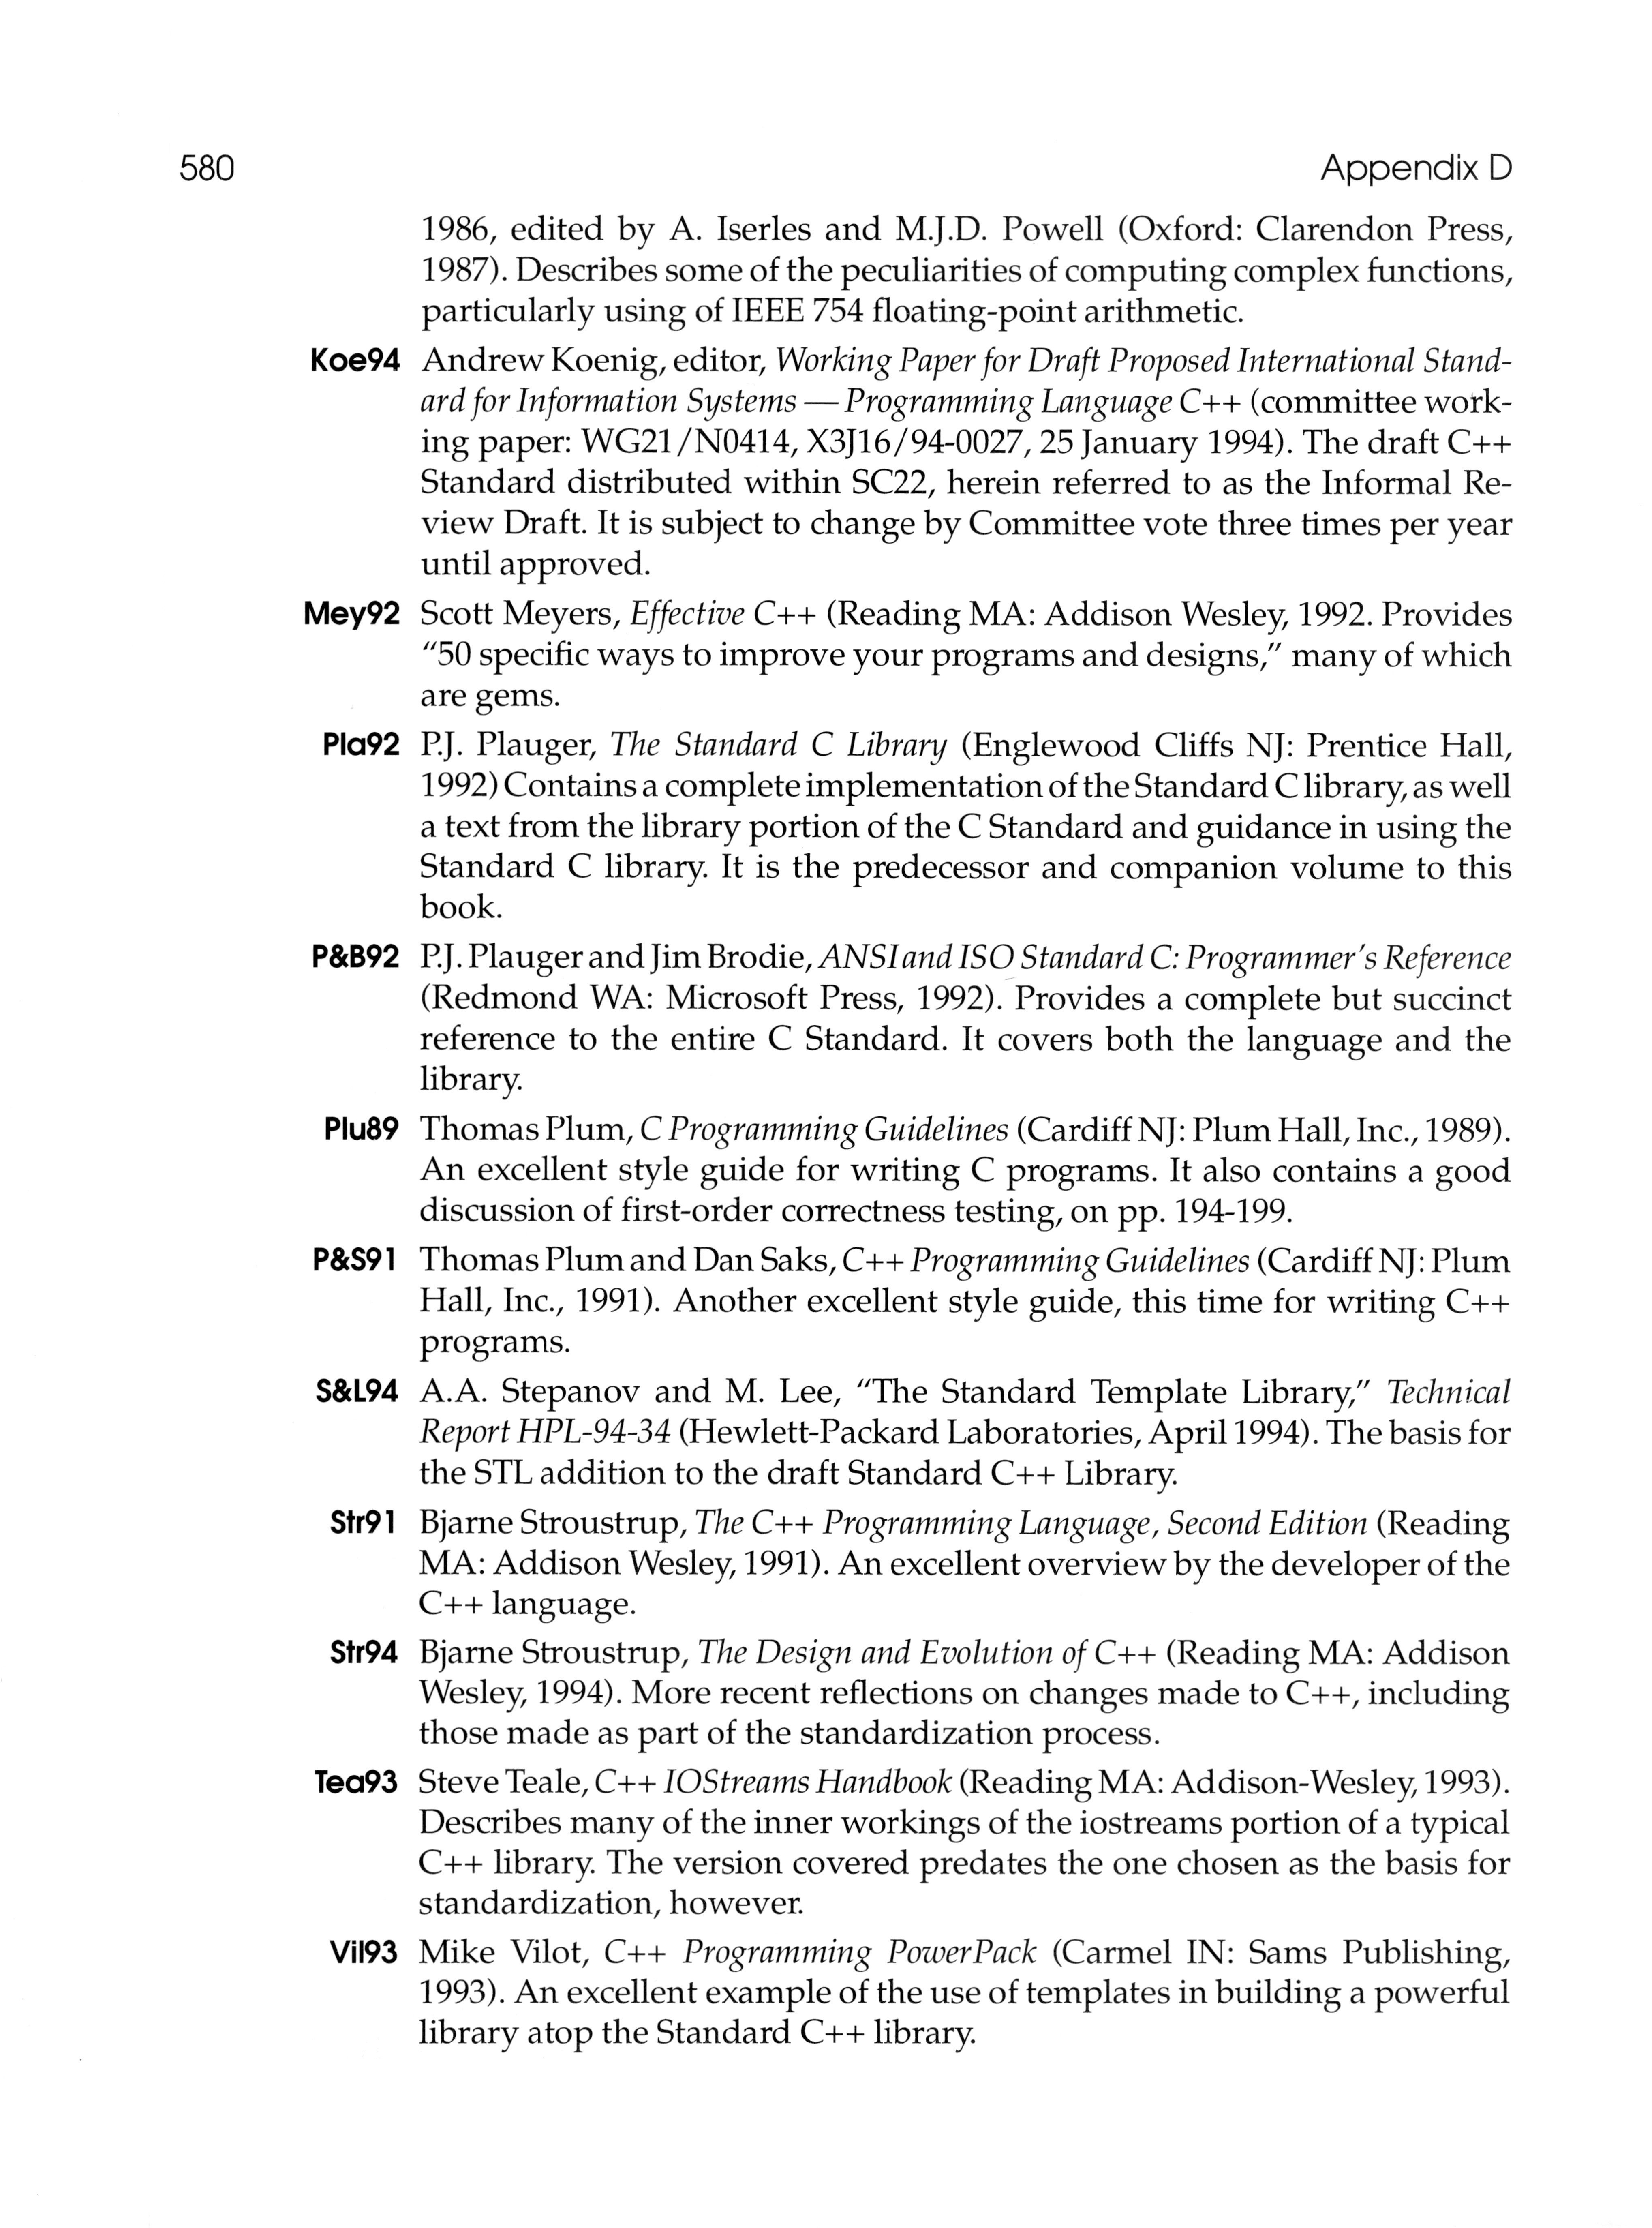 580 Appendix D
1986, edited by A. Iserles and M.J.D. Powell (Oxford: Clarendon Press,
1987). Describes some of the peculiarities of computing complex functions,
particularly using of IEEE 754 floating-point arithmetic.
Koe94 Andrew Koenig, editor, Working Paper for Draft Proposed International Stand-
ard for Information Systems — Programming Language C++ (committee work-
ing paper: WG21/N0414, X3J16/94-0027, 25 January 1994). The draft C++
Standard distributed within SC22, herein referred to as the Informal Re-
view Draft. It is subject to change by Committee vote three times per year
until approved.
Mey92 Scott Meyers, Effective C++ (Reading MA: Addison Wesley, 1992. Provides
“50 specific ways to improve your programs and designs,” many of which
are gems.
Pla92 P.J. Plauger, The Standard C Library (Englewood Cliffs NJ: Prentice Hall,
1992) Contains a complete implementation of the Standard C library, as well
a text from the library portion of the C Standard and guidance in using the
Standard C library. It is the predecessor and companion volume to this
book.
P&B92 P.J. Plauger and Jim Brodie, ANSI and ISO Standard C: Programmer's Reference
(Redmond WA: Microsoft Press, 1992). Provides a complete but succinct
reference to the entire C Standard. It covers both the language and the
library.
Plu89 Thomas Plum, C Programming Guidelines (Cardiff NJ: Plum Hall, Inc., 1989).
An excellent style guide for writing C programs. It also contains a good
discussion of first-order correctness testing, on pp. 194-199.
P&S91 Thomas Plum and Dan Saks, C++ Programming Guidelines (Cardiff NJ: Plum
Hall, Inc., 1991). Another excellent style guide, this time for writing C++
programs.
S&L94 A.A. Stepanov and M. Lee, “The Standard Template Library,” Technical
Report HPL-94-34 (Hewlett-Packard Laboratories, April 1994). The basis for
the STL addition to the draft Standard C++ Library.
Str91 Bjarne Stroustrup, The C++ Programming Language, Second Edition (Reading
MA: Addison Wesley, 1991). An excellent overview by the developer of the
C++ language.
Str94 Bjarne Stroustrup, The Design and Evolution of C++ (Reading MA: Addison
Wesley, 1994). More recent reflections on changes made to C++, including
those made as part of the standardization process.
Tea93 Steve Teale, C++ IOStreams Handbook (Reading MA: Addison-Wesley, 1993).
Describes many of the inner workings of the iostreams portion of a typical
C++ library. The version covered predates the one chosen as the basis for
standardization, however.
Vil93 Mike Vilot, C++ Programming PowerPack (Carmel IN: Sams Publishing,
1993). An excellent example of the use of templates in building a powerful
library atop the Standard C++ library.